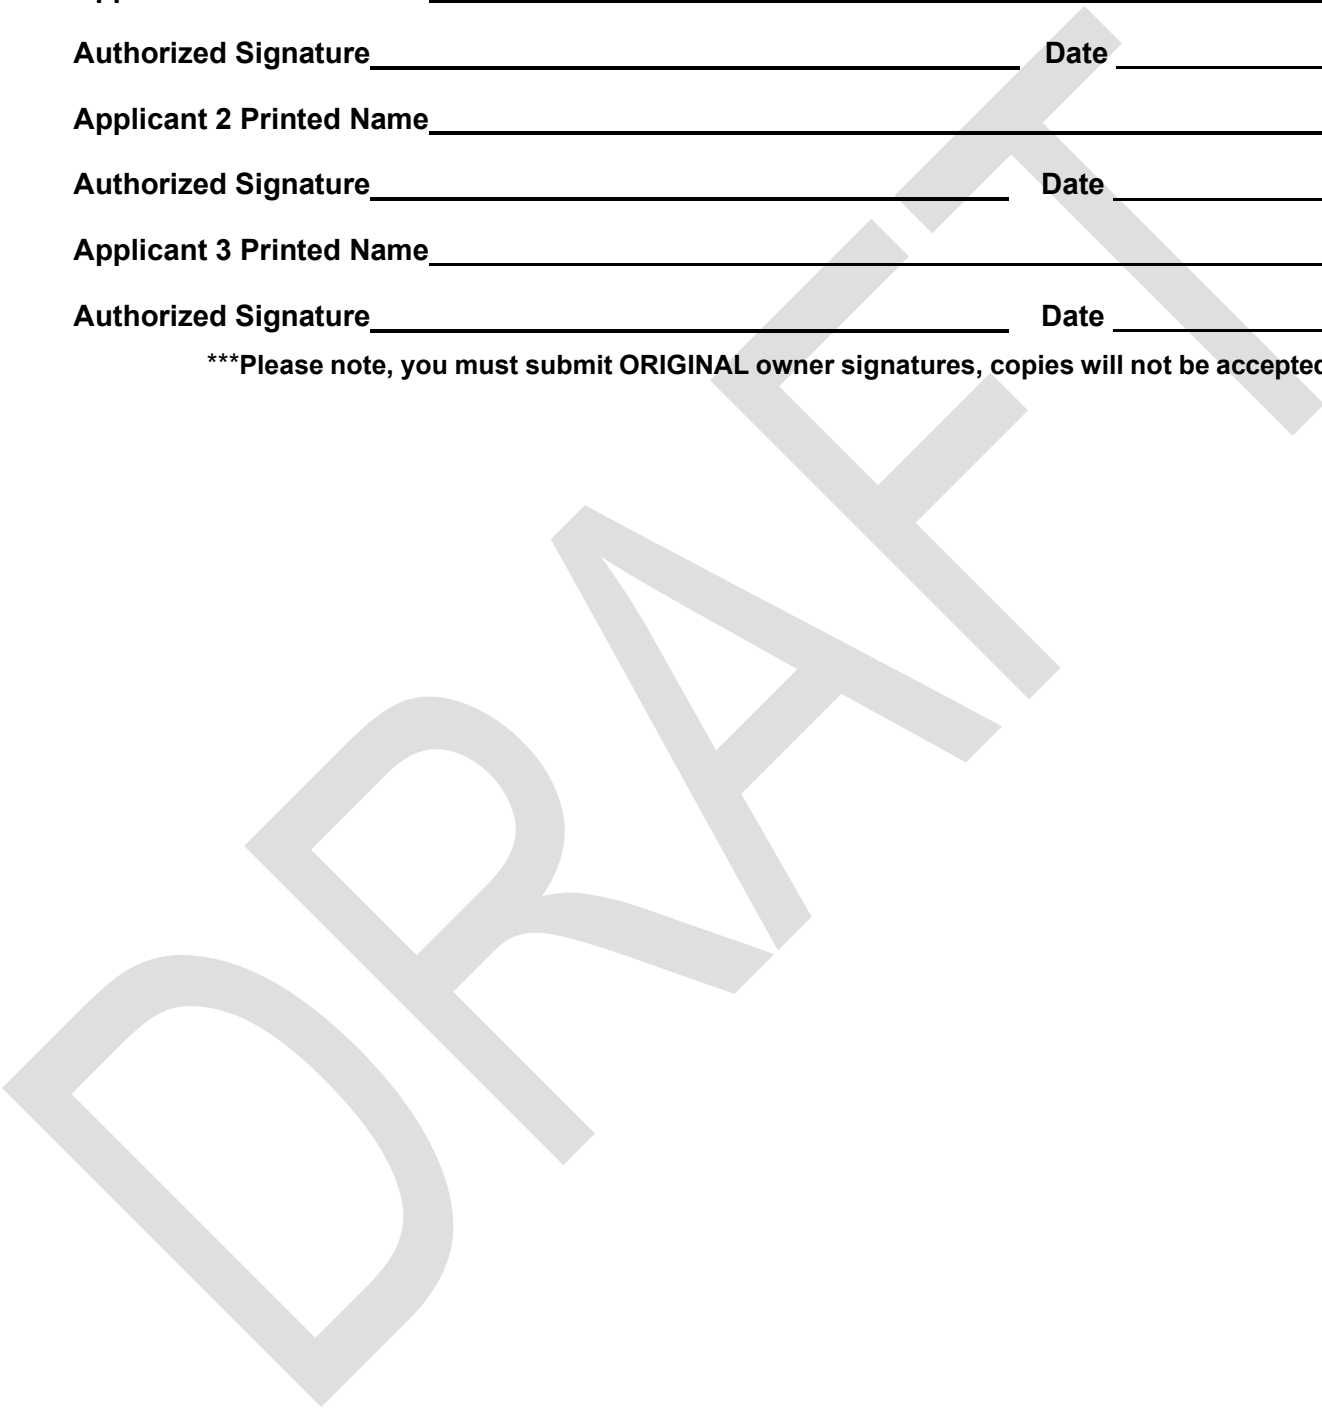 Authorized Signature Date
Applicant 2 Printed Name
Authorized Signature Date
Applicant 3 Printed Name
Authorized Signature Date
***Please note, you must submit ORIGINAL owner signatures, copies will not be accepted
DRAFT